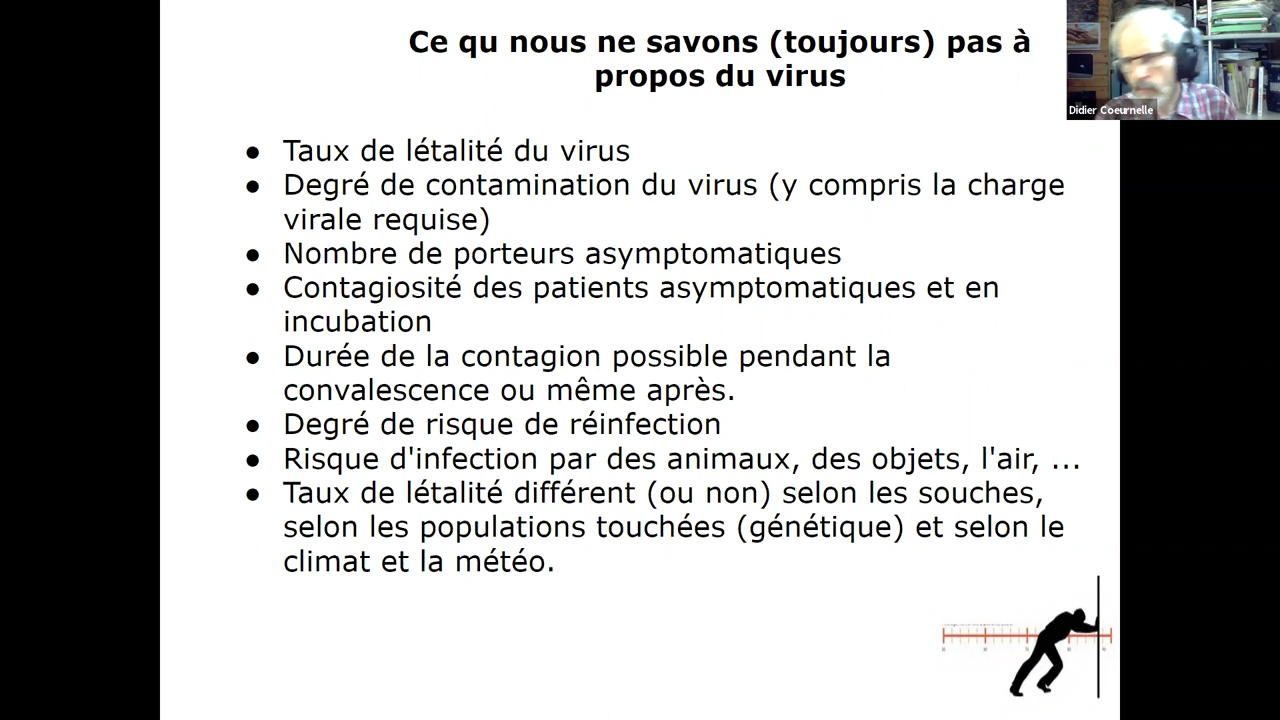 Ce qu nous ne savons (toujours) pas à
propos du virus
Didier Coeurnelle
● Taux de létalité du virus
● Degré de contamination du virus (y compris la charge
virale requise)
● Nombre de porteurs asymptomatiques
● Contagiosité des patients asymptomatiques et en
incubation
● Durée de la contagion possible pendant la
convalescence ou même après.
● Degré de risque de réinfection
● Risque d'infection par des animaux, des objets, l'air, ...
● Taux de létalité différent (ou non) selon les souches,
selon les populations touchées (génétique) et selon le
climat et la météo.